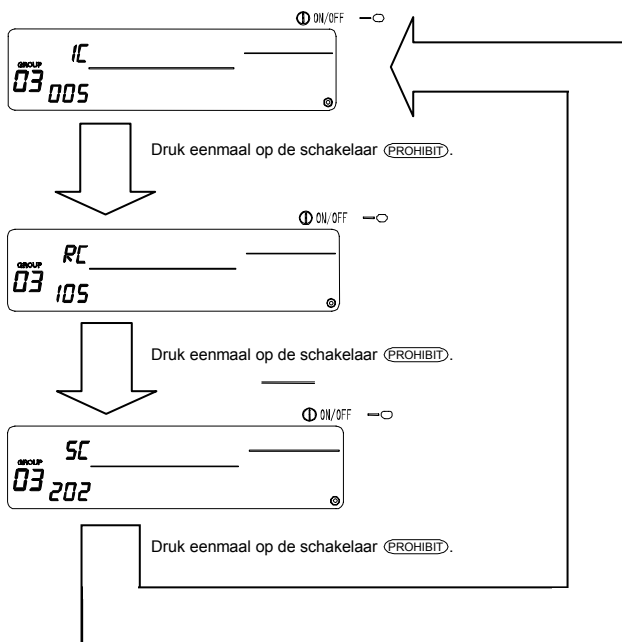 ON/OFF
IC
GROUP
03 005
Druk eenmaal op de schakelaar PROHIBIT.
ON/OFF
RC
GROUP
03 105
Druk eenmaal op de schakelaar PROHIBIT.
ON/OFF
SC
GROUP
03 202
Druk eenmaal op de schakelaar PROHIBIT.